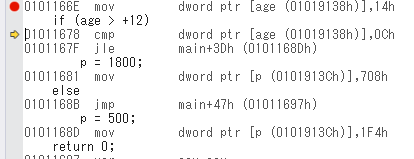 0101166E mov dword ptr [age (01019138h)],14h
if (age > +12)
01011678 cmp dword ptr [age (01019138h)],0Ch
0101167F jle main+3Dh (0101168Dh)
p = 1800;
01011681 mov dword ptr [p (0101913Ch)],708h
else
0101168B jmp main+47h (01011697h)
p = 500;
0101168D mov dword ptr [p (0101913Ch)],1F4h
return 0;